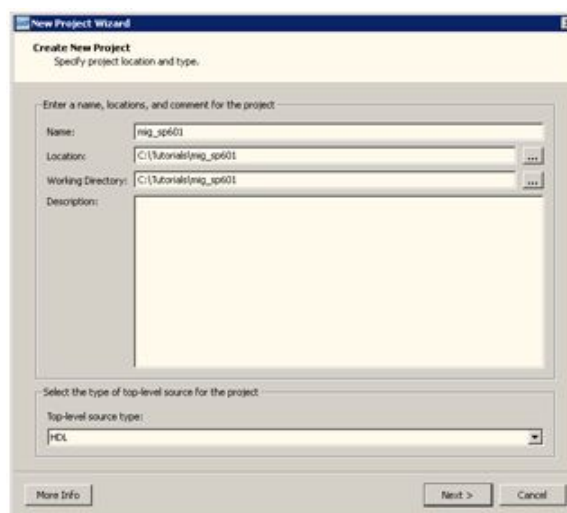 New Project Wizard
Create New Project
Specify project location and type.
Enter a name, locations, and comment for the project
Name: mig_sp601
Location: C:\Tutorials\mig_sp601 ...
Working Directory: C:\Tutorials\mig_sp601 ...
Description:
Select the type of top-level source for the project
Top-level source type:
HDL
More Info Next > Cancel